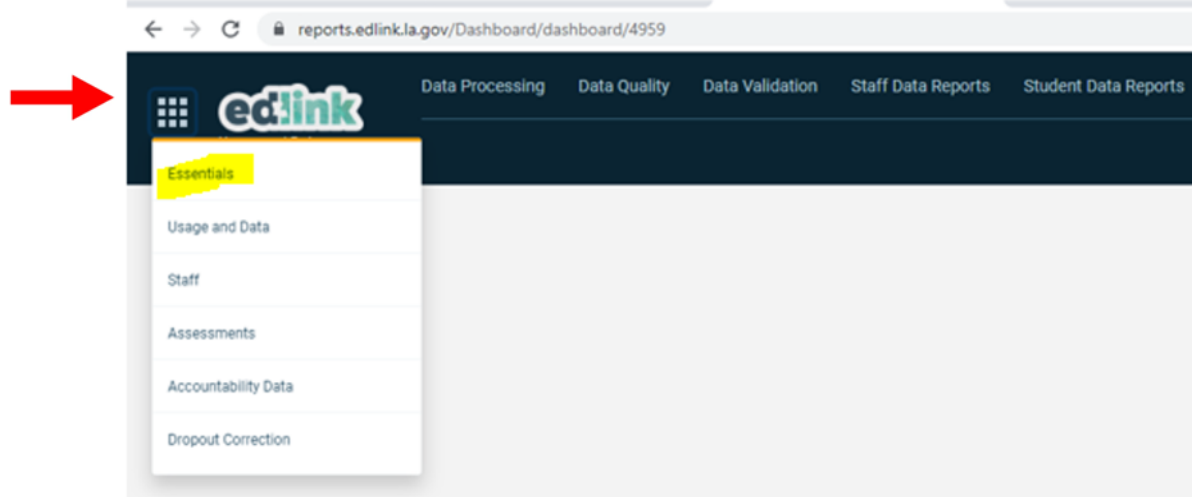 reports.edlink.la.gov/Dashboard/dashboard/4959
edlink
Data Processing Data Quality Data Validation Staff Data Reports Student Data Reports
Essentials
Usage and Data
Staff
Assessments
Accountability Data
Dropout Correction